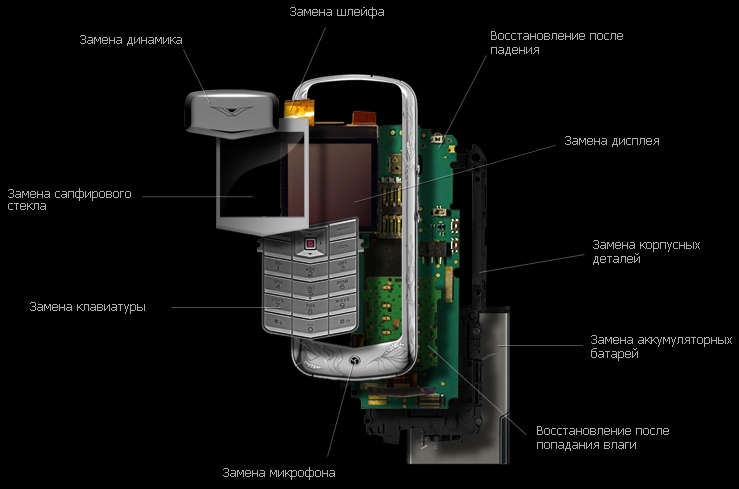 Замена шлейфа
Замена динамика
Восстановление после
падения
Замена дисплея
Замена сапфирового
стекла
Замена корпусных
деталей
Замена клавиатуры
Замена аккумуляторных
батарей
Восстановление после
попадания влаги
Замена микрофона